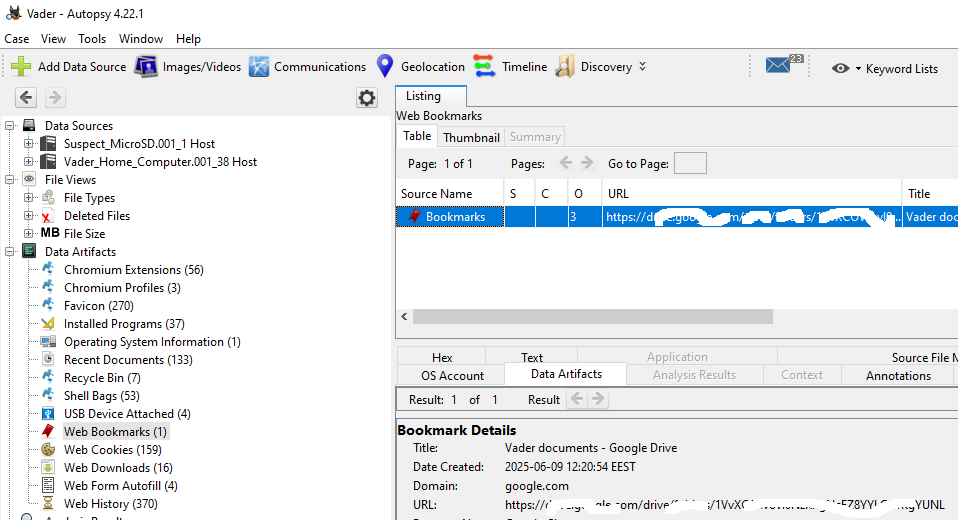 Vader - Autopsy 4.22.1
Case View Tools Window Help
Add Data Source Images/Videos Communications Geolocation Timeline Discovery 23 Keyword Lists
Listing
Web Bookmarks
Table Thumbnail Summary
Page: 1 of 1 Pages: Go to Page:
Source Name S C O URL Title
Bookmarks 3 Vader doc
Data Sources
Suspect_MicroSD.001_1 Host
Vader_Home_Computer.001_38 Host
File Views
File Types
Deleted Files
MB File Size
Data Artifacts
Chromium Extensions (56)
Chromium Profiles (3)
Favicon (270)
Installed Programs (37)
Operating System Information (1)
Recent Documents (133)
Recycle Bin (7)
Shell Bags (53)
USB Device Attached (4)
Web Bookmarks (1)
Web Cookies (159)
Web Downloads (16)
Web Form Autofill (4)
Web History (370)
Hex Text Application Source File M
OS Account Data Artifacts Analysis Results Context Annotations
Result: 1 of 1 Result
Bookmark Details
Title: Vader documents - Google Drive
Date Created: 2025-06-09 12:20:54 EEST
Domain: google.com
URL: